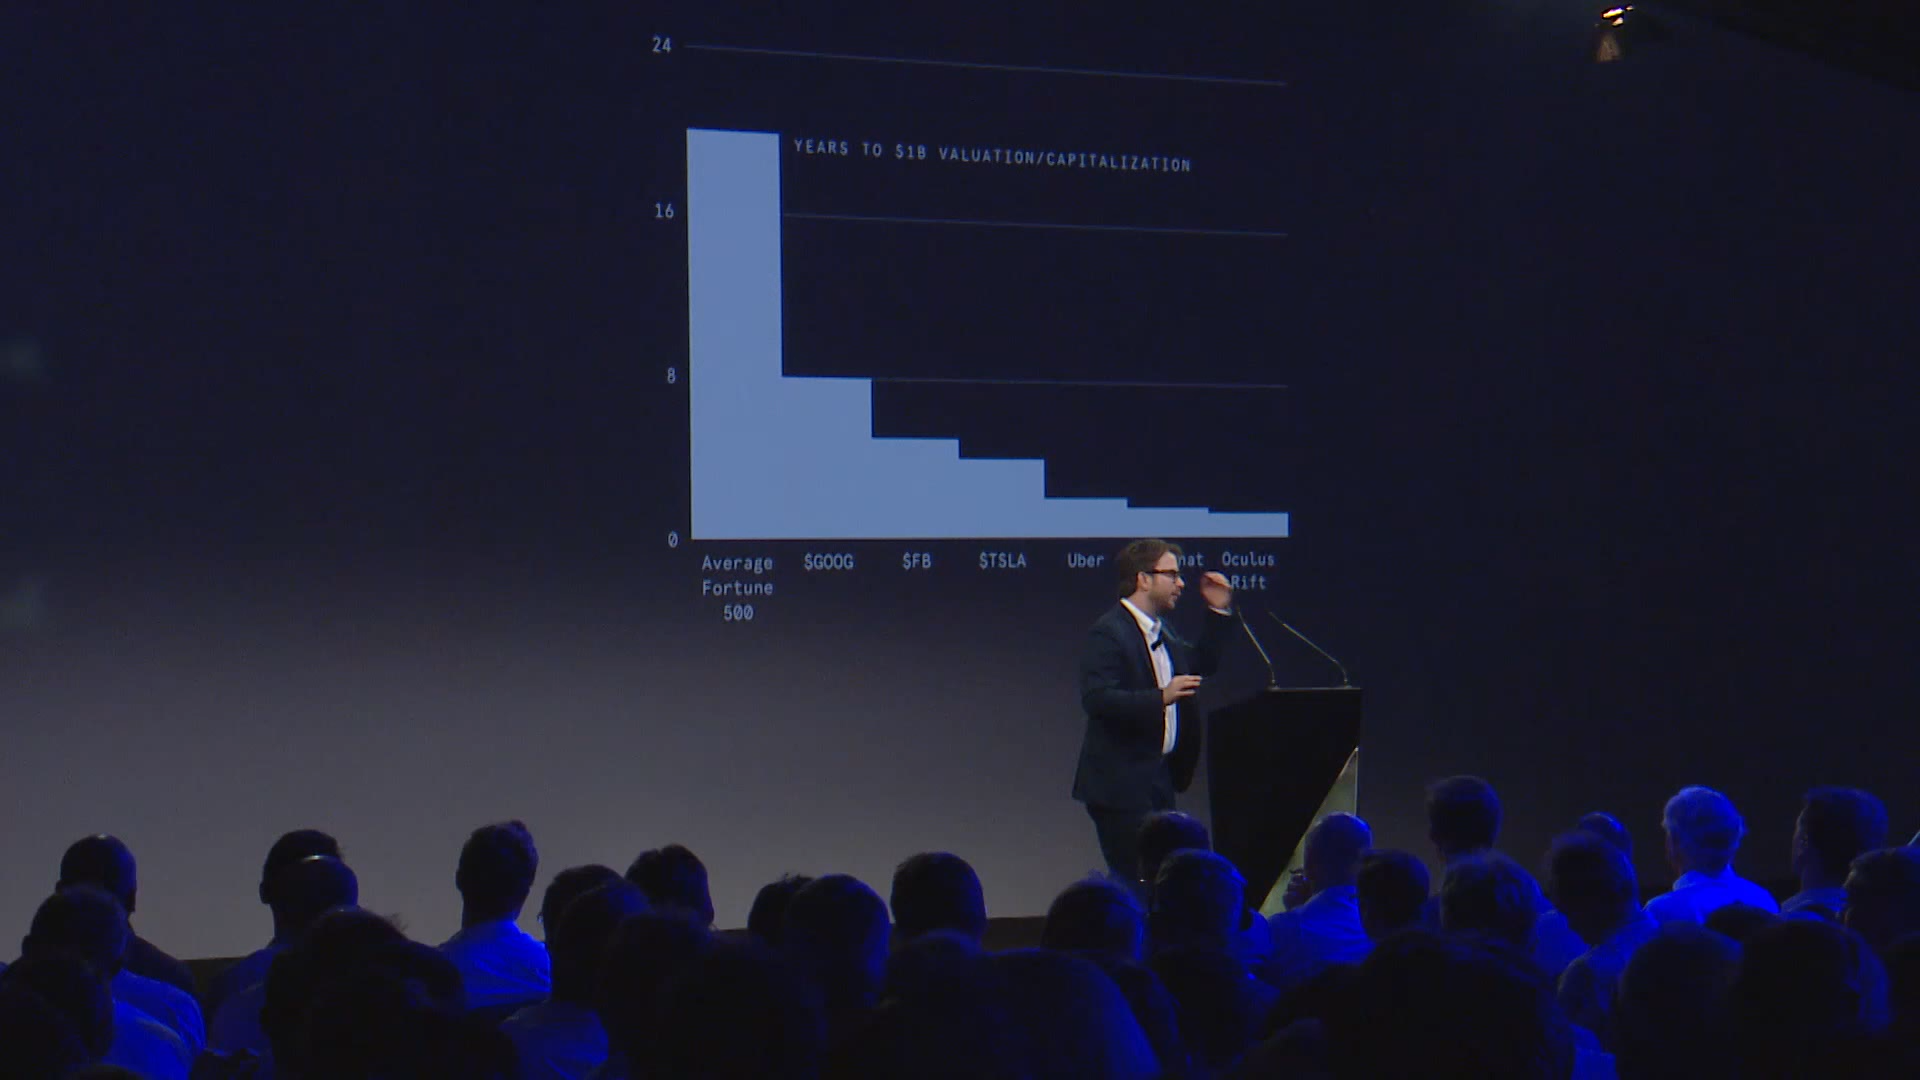 24
YEARS TO $1B VALUATION/CAPITALIZATION
16
8
0
Average
Fortune
500
$GOOG
$FB
$TSLA
Uber
Oculus
Rift